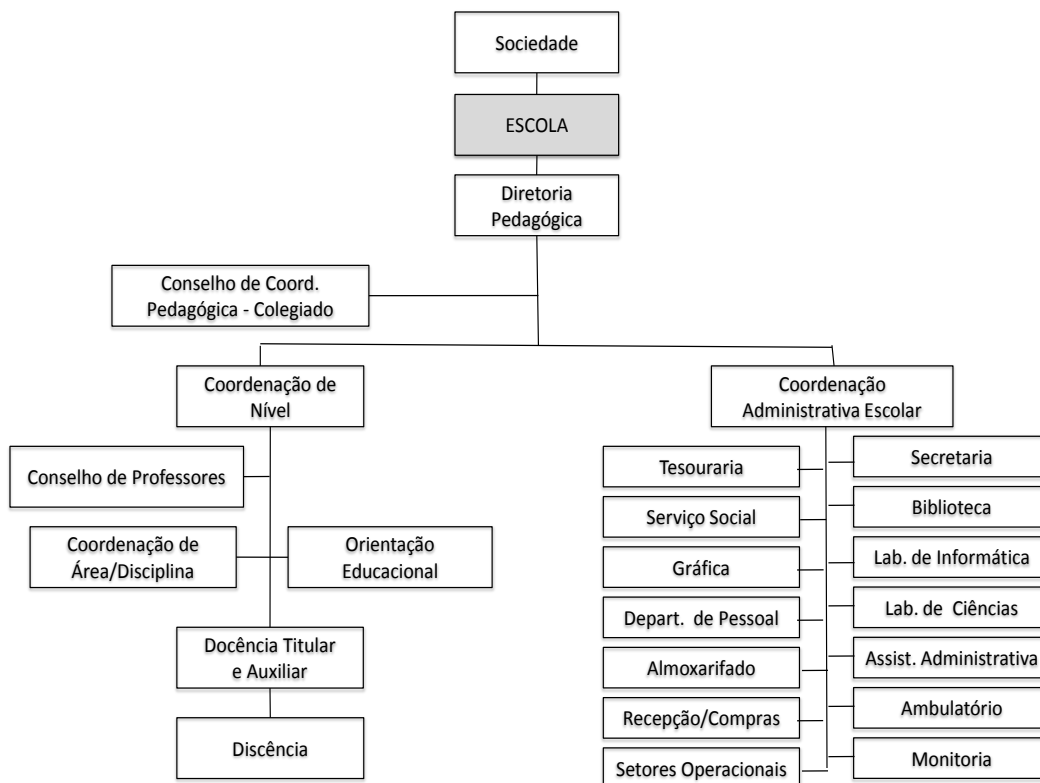 Sociedade
ESCOLA
Diretoria
Pedagógica
Conselho de Coord.
Pedagógica - Colegiado
Coordenação de
Nível
Coordenação
Administrativa Escolar
Conselho de Professores
Coordenação de
Área/Disciplina
Orientação
Educacional
Docência Titular
e Auxiliar
Discência
Tesouraria
Serviço Social
Gráfica
Depart. de Pessoal
Almoxarifado
Recepção/Compras
Setores Operacionais
Secretaria
Biblioteca
Lab. de Informática
Lab. de Ciências
Assist. Administrativa
Ambulatório
Monitoria